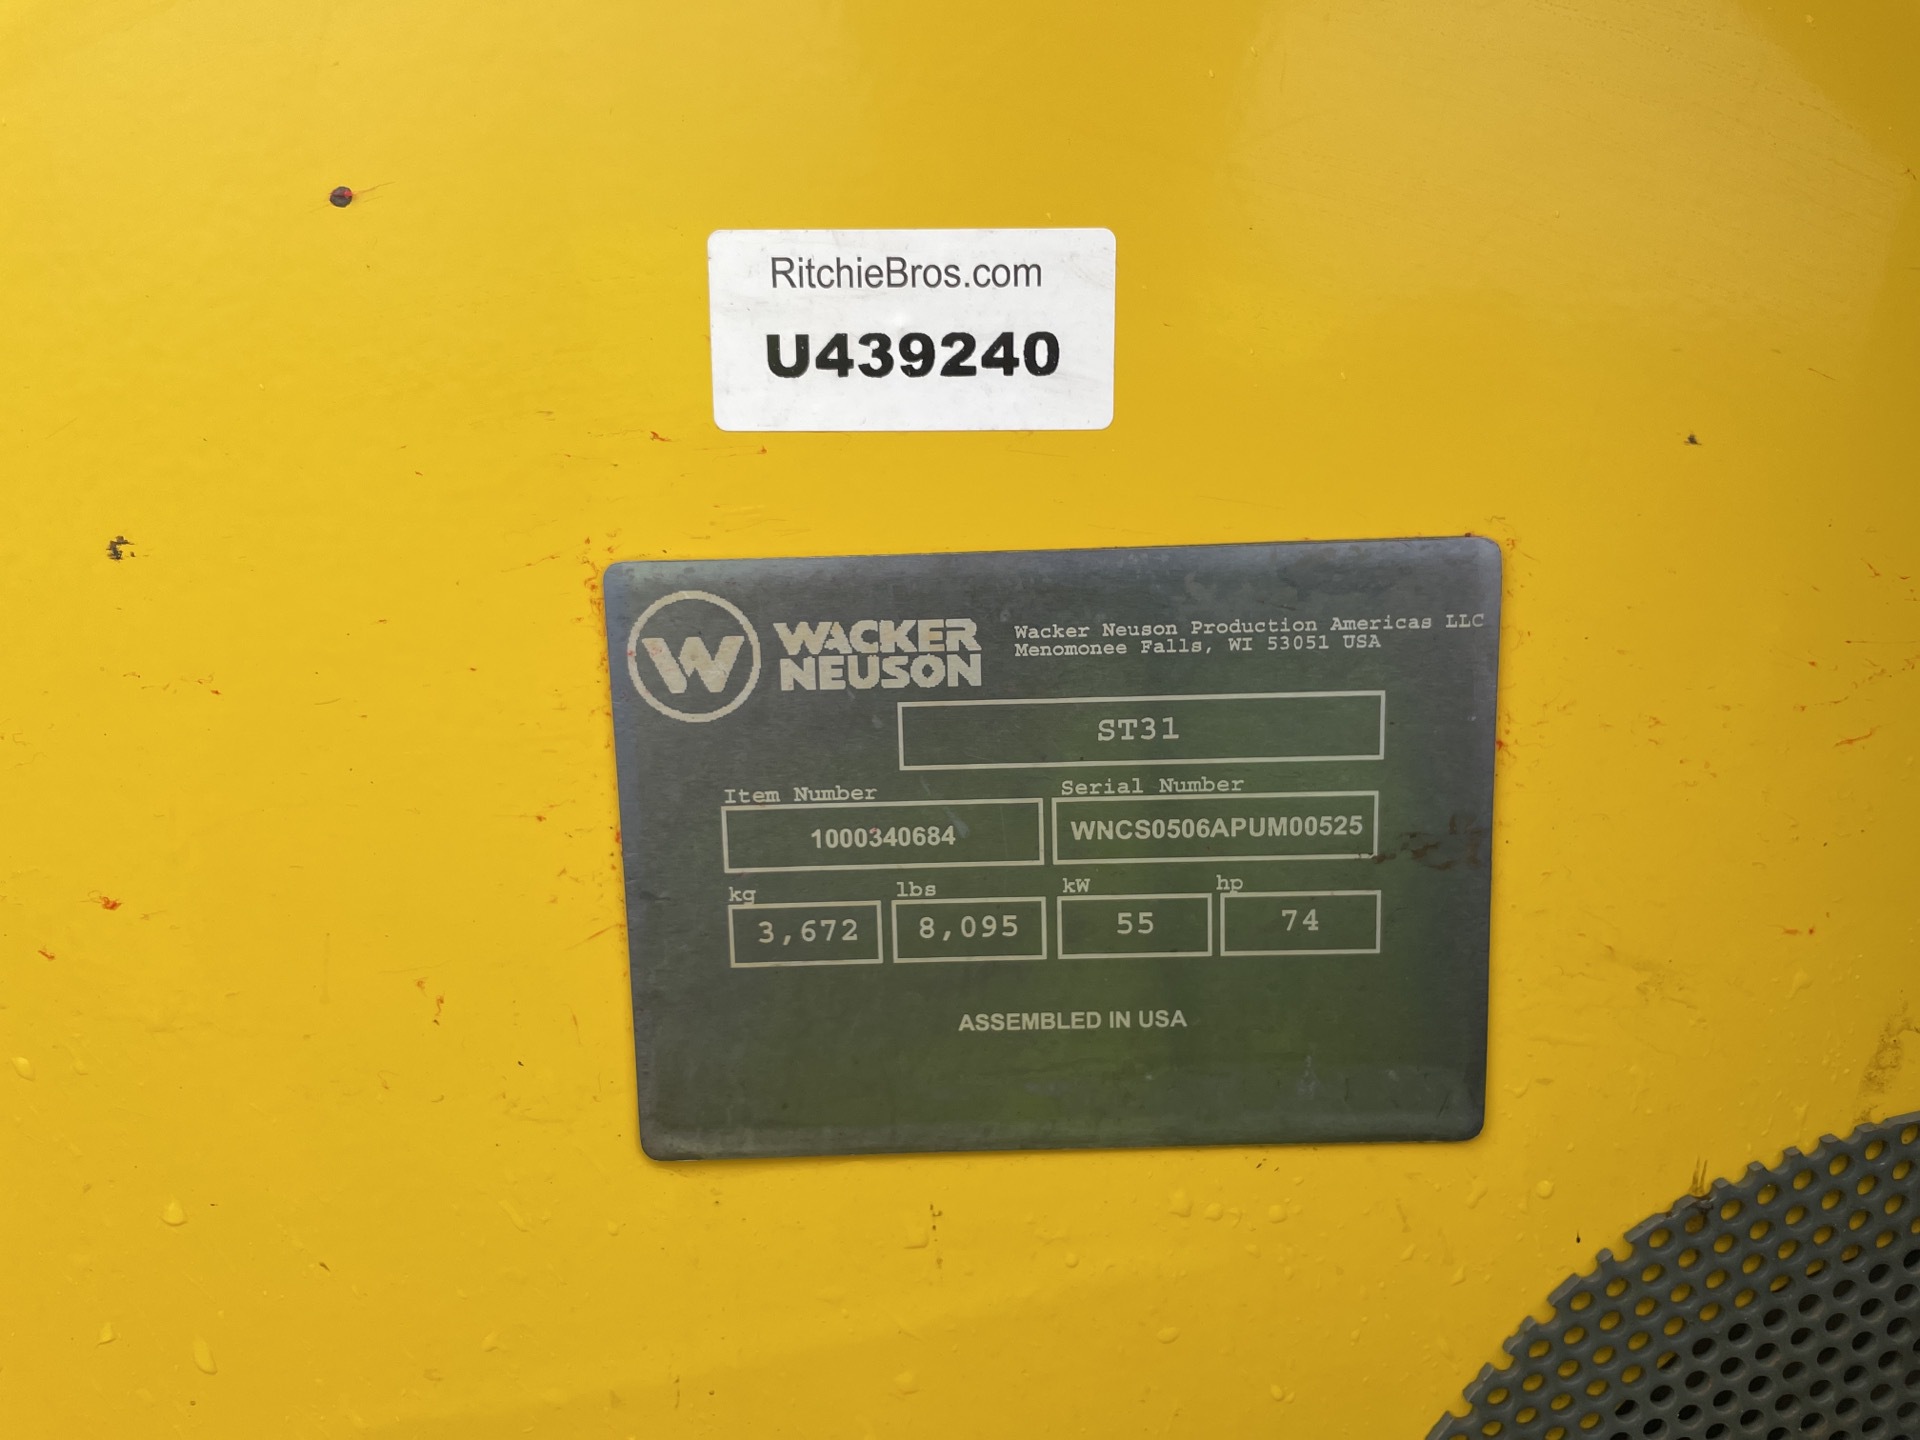 RitchieBros.com
U439240
W
WACKER
NEUSON
Wacker Neuson Production Americas LLC
Menomonee Falls, WI 53051 USA
ST31
Item Number
Serial Number
1000340684
WNCS0506APUM00525
kg
lbs
kW
hp
3,672
8,095
55
74
ASSEMBLED IN USA